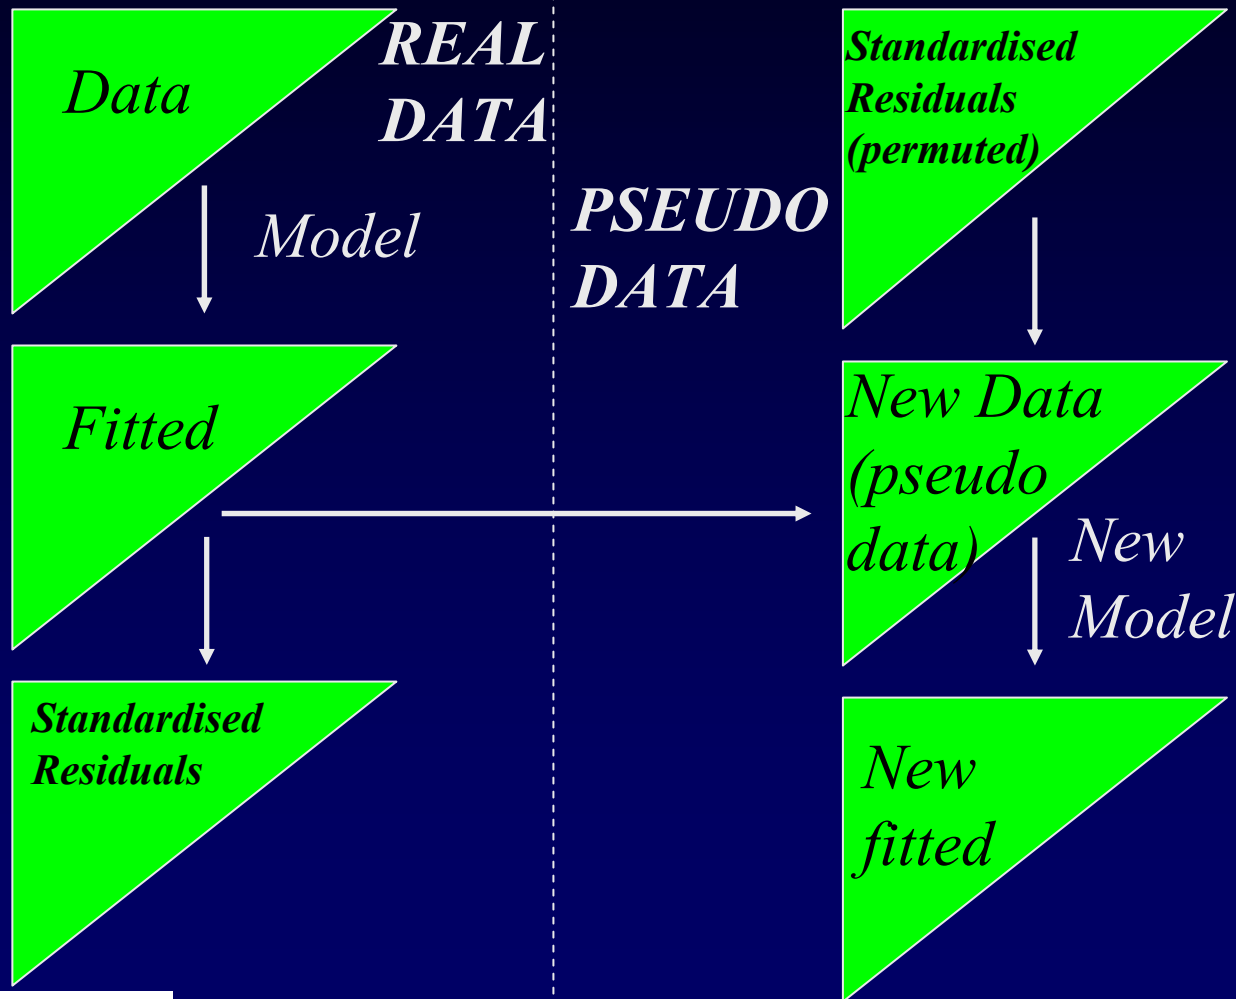 Data
REAL
DATA
Model
Fitted
Standardised
Residuals
PSEUDO
DATA
Standardised
Residuals
(permuted)
New Data
(pseudo
data)
New
Model
New
fitted